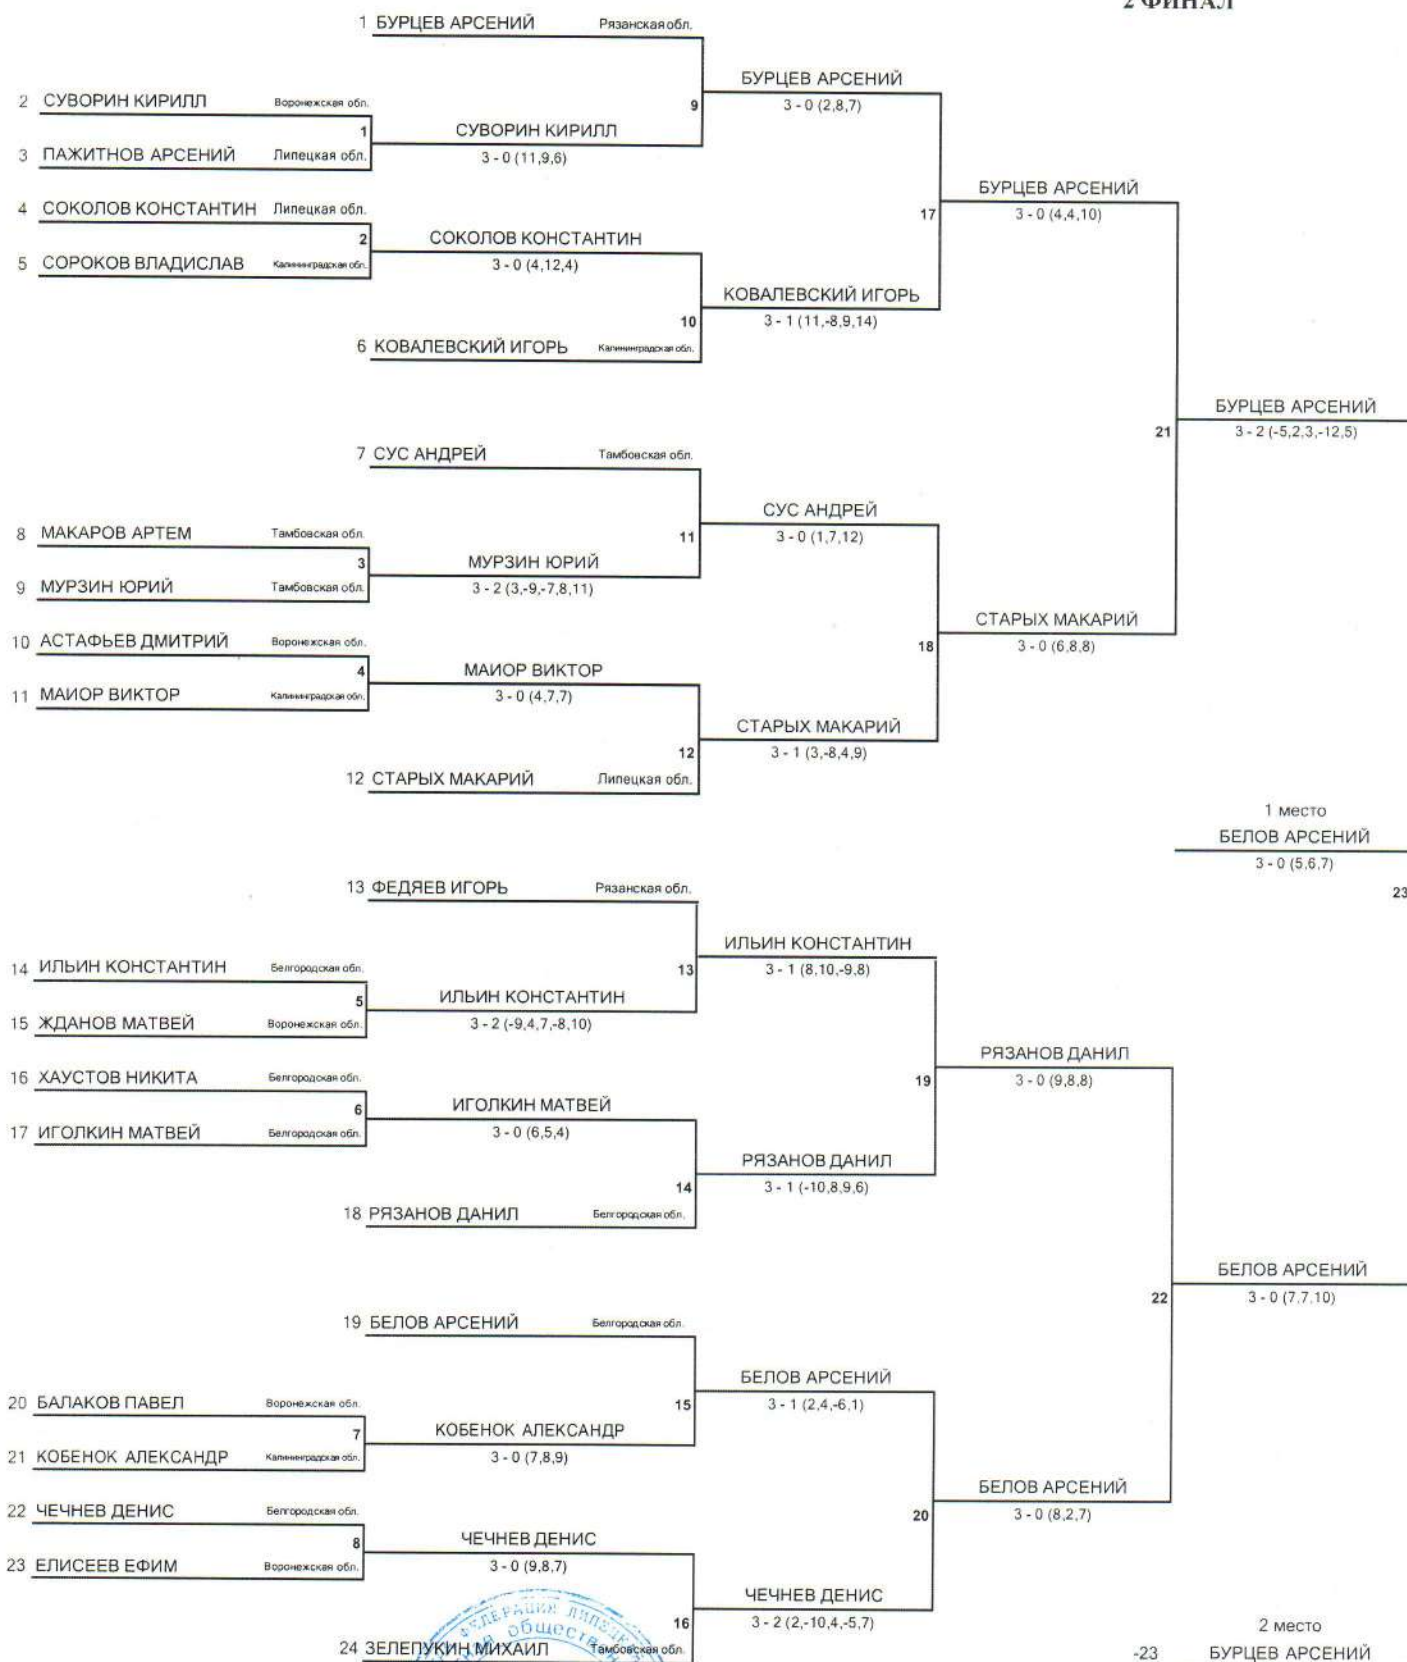 2 ФИНАЛ
1 БУРЦЕВ АРСЕНИЙ Рязанская обл.
БУРЦЕВ АРСЕНИЙ
2 СУВОРИН КИРИЛЛ Воронежская обл.
9
3 - 0 (2,8,7)
1
СУВОРИН КИРИЛЛ
3 ПАЖИТНОВ АРСЕНИЙ Липецкая обл.
3 - 0 (11,9,6)
БУРЦЕВ АРСЕНИЙ
4 СОКОЛОВ КОНСТАНТИН Липецкая обл.
17
3 - 0 (4,4,10)
2
СОКОЛОВ КОНСТАНТИН
5 СОРОКОВ ВЛАДИСЛАВ Калининградская обл.
3 - 0 (4,12,4)
КОВАЛЕВСКИЙ ИГОРЬ
10
3 - 1 (11,-8,9,14)
6 КОВАЛЕВСКИЙ ИГОРЬ Калининградская обл.
БУРЦЕВ АРСЕНИЙ
21
3 - 2 (-5,2,3,-12,5)
7 СУС АНДРЕЙ Тамбовская обл.
СУС АНДРЕЙ
8 МАКАРОВ АРТЕМ Тамбовская обл.
11
3 - 0 (1,7,12)
3
МУРЗИН ЮРИЙ
9 МУРЗИН ЮРИЙ Тамбовская обл.
3 - 2 (3,-9,-7,8,11)
СТАРЫХ МАКАРИЙ
10 АСТАФЬЕВ ДМИТРИЙ Воронежская обл.
18
3 - 0 (6,8,8)
4
МАИОР ВИКТОР
11 МАИОР ВИКТОР Калининградская обл.
3 - 0 (4,7,7)
СТАРЫХ МАКАРИЙ
12
3 - 1 (3,-8,4,9)
12 СТАРЫХ МАКАРИЙ Липецкая обл.
1 место
БЕЛОВ АРСЕНИЙ
3 - 0 (5,6,7)
13 ФЕДЯЕВ ИГОРЬ Рязанская обл.
23
ИЛЬИН КОНСТАНТИН
14 ИЛЬИН КОНСТАНТИН Белгородская обл.
13
3 - 1 (8,10,-9,8)
5
ИЛЬИН КОНСТАНТИН
15 ЖДАНОВ МАТВЕЙ Воронежская обл.
3 - 2 (-9,4,7,-8,10)
РЯЗАНОВ ДАНИЛ
16 ХАУСТОВ НИКИТА Белгородская обл.
19
3 - 0 (9,8,8)
6
ИГОЛКИН МАТВЕЙ
17 ИГОЛКИН МАТВЕЙ Белгородская обл.
3 - 0 (6,5,4)
РЯЗАНОВ ДАНИЛ
14
3 - 1 (-10,8,9,6)
18 РЯЗАНОВ ДАНИЛ Белгородская обл.
БЕЛОВ АРСЕНИЙ
22
3 - 0 (7,7,10)
19 БЕЛОВ АРСЕНИЙ Белгородская обл.
БЕЛОВ АРСЕНИЙ
20 БАЛАКОВ ПАВЕЛ Воронежская обл.
15
3 - 1 (2,4,-6,1)
7
КОБЕНОК АЛЕКСАНДР
21 КОБЕНОК АЛЕКСАНДР Калининградская обл.
3 - 0 (7,8,9)
БЕЛОВ АРСЕНИЙ
22 ЧЕЧНЕВ ДЕНИС Белгородская обл.
20
3 - 0 (8,2,7)
8
ЧЕЧНЕВ ДЕНИС
23 ЕЛИСЕЕВ ЕФИМ Воронежская обл.
3 - 0 (9,8,7)
ЧЕЧНЕВ ДЕНИС
16
3 - 2 (2,-10,4,-5,7)
2 место
24 ЗЕЛЕПУКИН МИХАИЛ Тамбовская обл.
-23 БУРЦЕВ АРСЕНИЙ